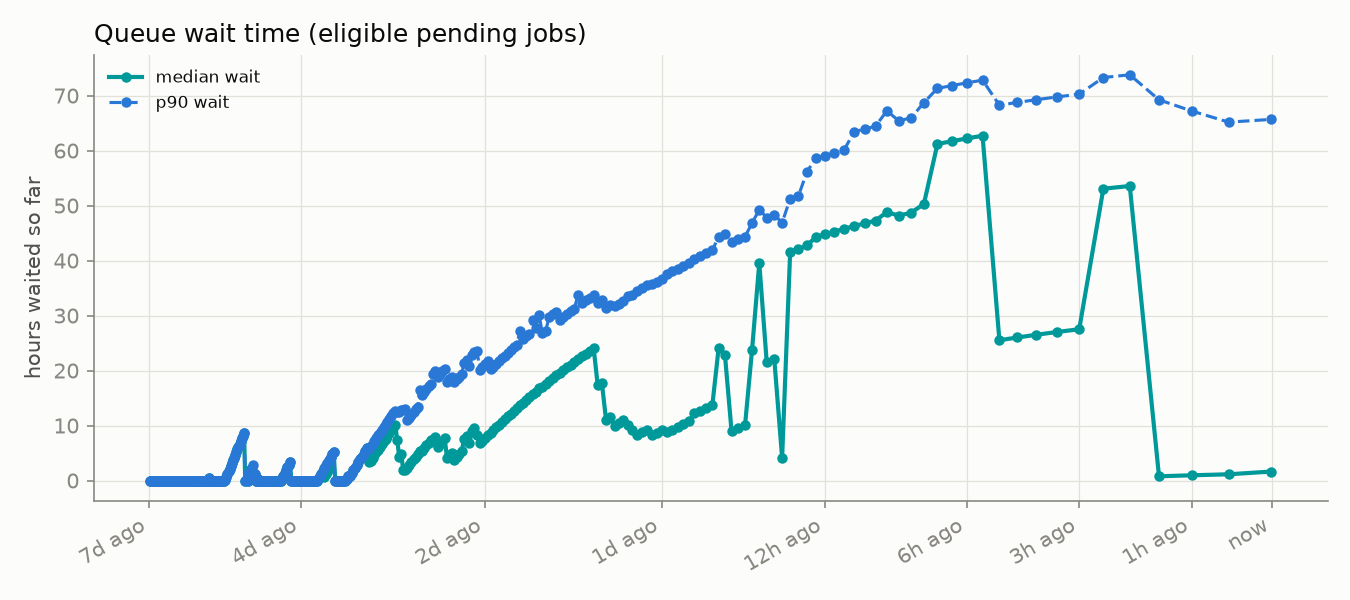 Queue wait time (eligible pending jobs)
median wait
p90 wait
hours waited so far
70
60
50
40
30
20
10
0
7d ago
4d ago
2d ago
1d ago
12h ago
6h ago
3h ago
1h ago
now